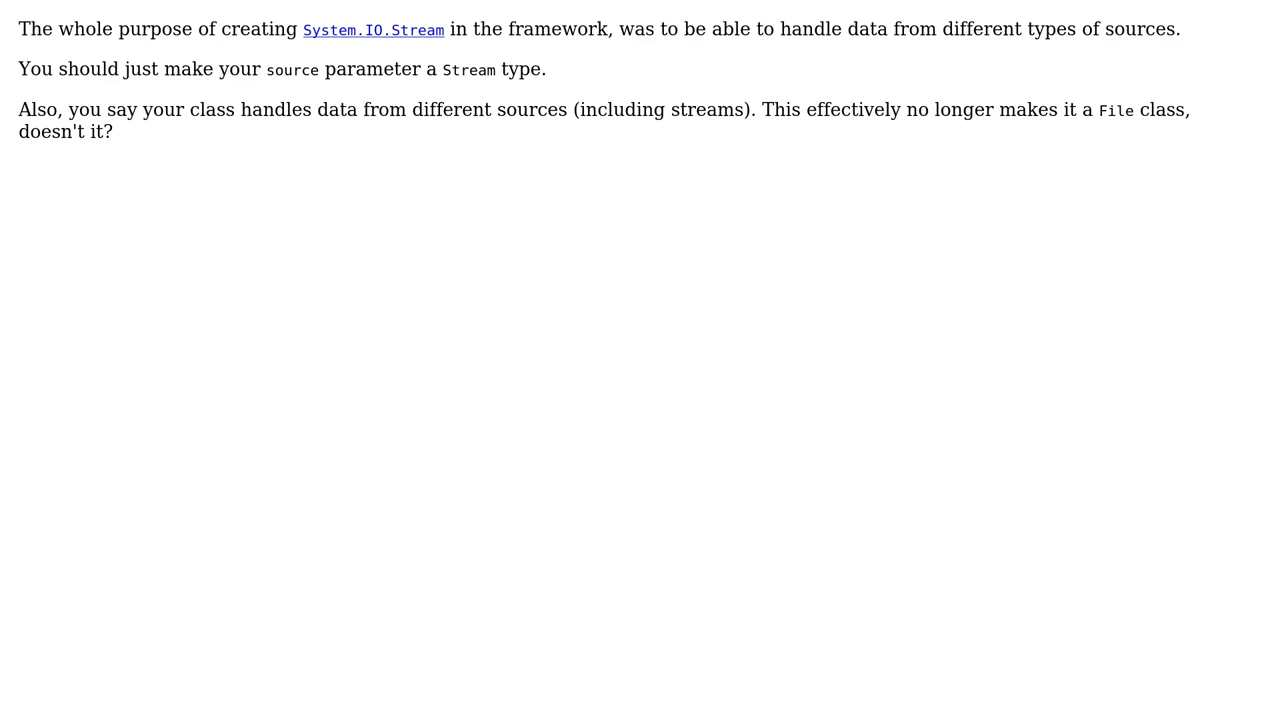 The whole purpose of creating System.IO.Stream in the framework, was to be able to handle data from different types of sources.
You should just make your source parameter a Stream type.
Also, you say your class handles data from different sources (including streams). This effectively no longer makes it a File class,
doesn't it?